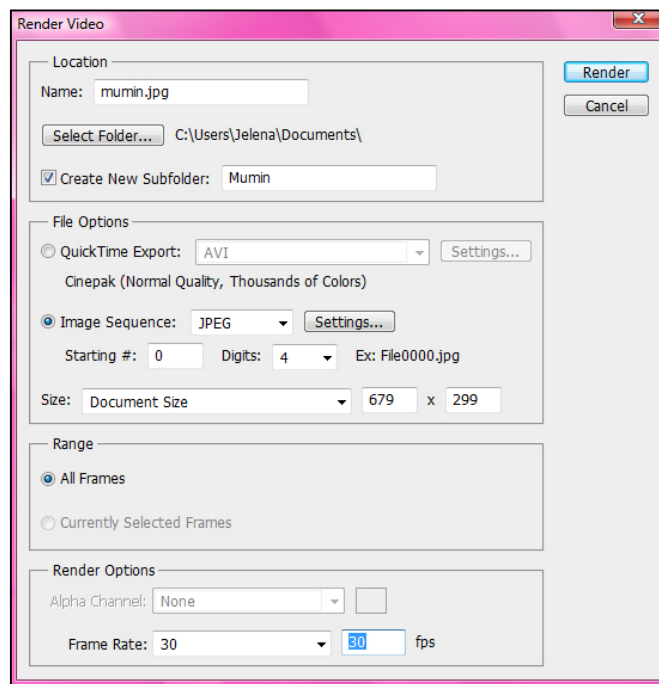 Render Video
Location
Name: mumin.jpg
Render
Cancel
Select Folder... C:\Users\Jelena\Documents\
Create New Subfolder: Mumin
File Options
QuickTime Export: AVI Settings...
Cinepak (Normal Quality, Thousands of Colors)
Image Sequence: JPEG Settings...
Starting #: 0 Digits: 4 Ex: File0000.jpg
Size: Document Size 679 x 299
Range
All Frames
Currently Selected Frames
Render Options
Alpha Channel: None
Frame Rate: 30 30 fps